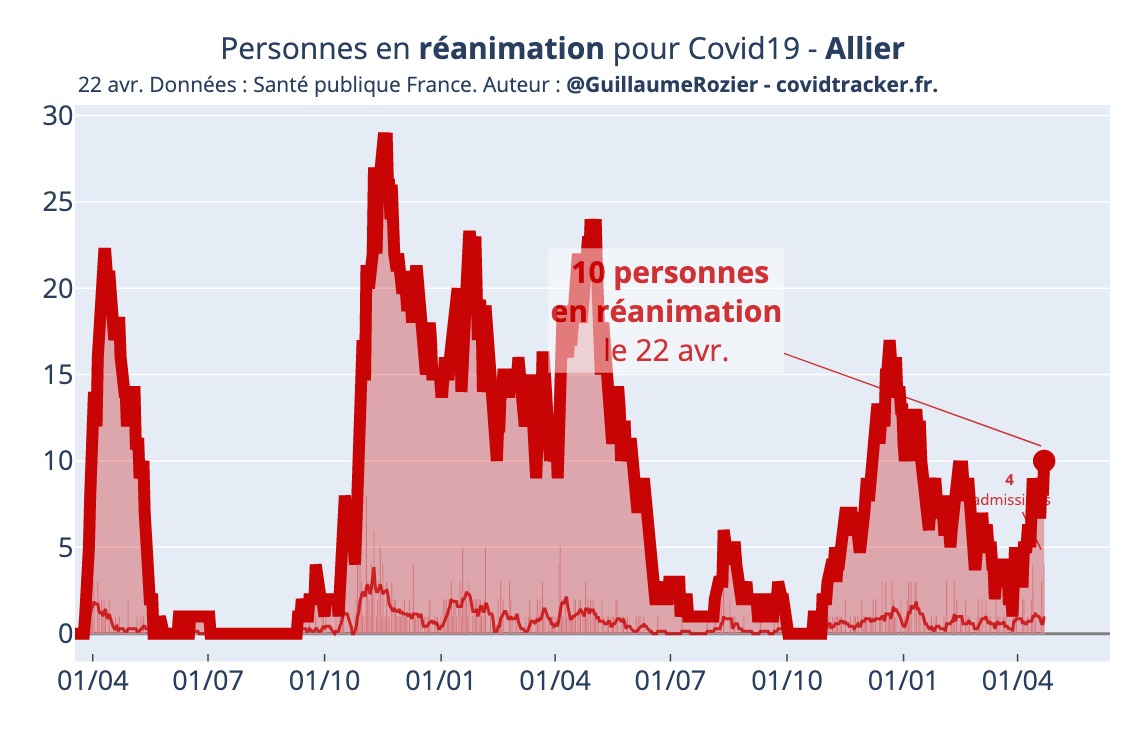 Personnes en réanimation pour Covid19 - Allier
22 avr. Données : Santé publique France. Auteur : @GuillaumeRozier - covidtracker.fr.
30
25
20
15
10
5
0
10 personnes
en réanimation
le 22 avr.
4
admissions
01/04
01/07
01/10
01/01
01/04
01/07
01/10
01/01
01/04